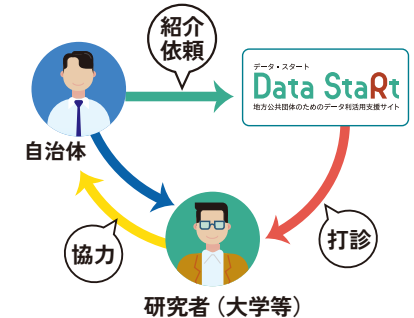 紹介
依頼
データ・スタート
Data StaRt
地方公共団体のためのデータ利活用支援サイト
自治体
協力
打診
研究者（大学等）